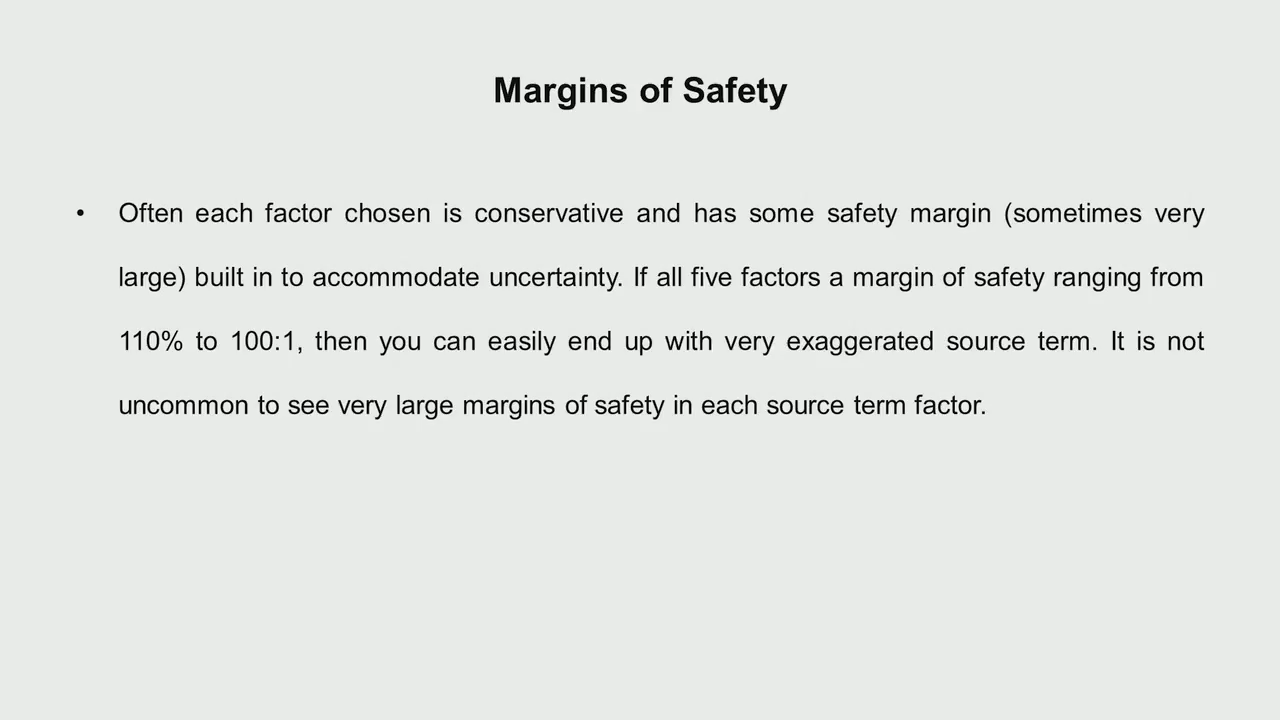 Margins of Safety
• Often each factor chosen is conservative and has some safety margin (sometimes very
large) built in to accommodate uncertainty. If all five factors a margin of safety ranging from
110% to 100:1, then you can easily end up with very exaggerated source term. It is not
uncommon to see very large margins of safety in each source term factor.